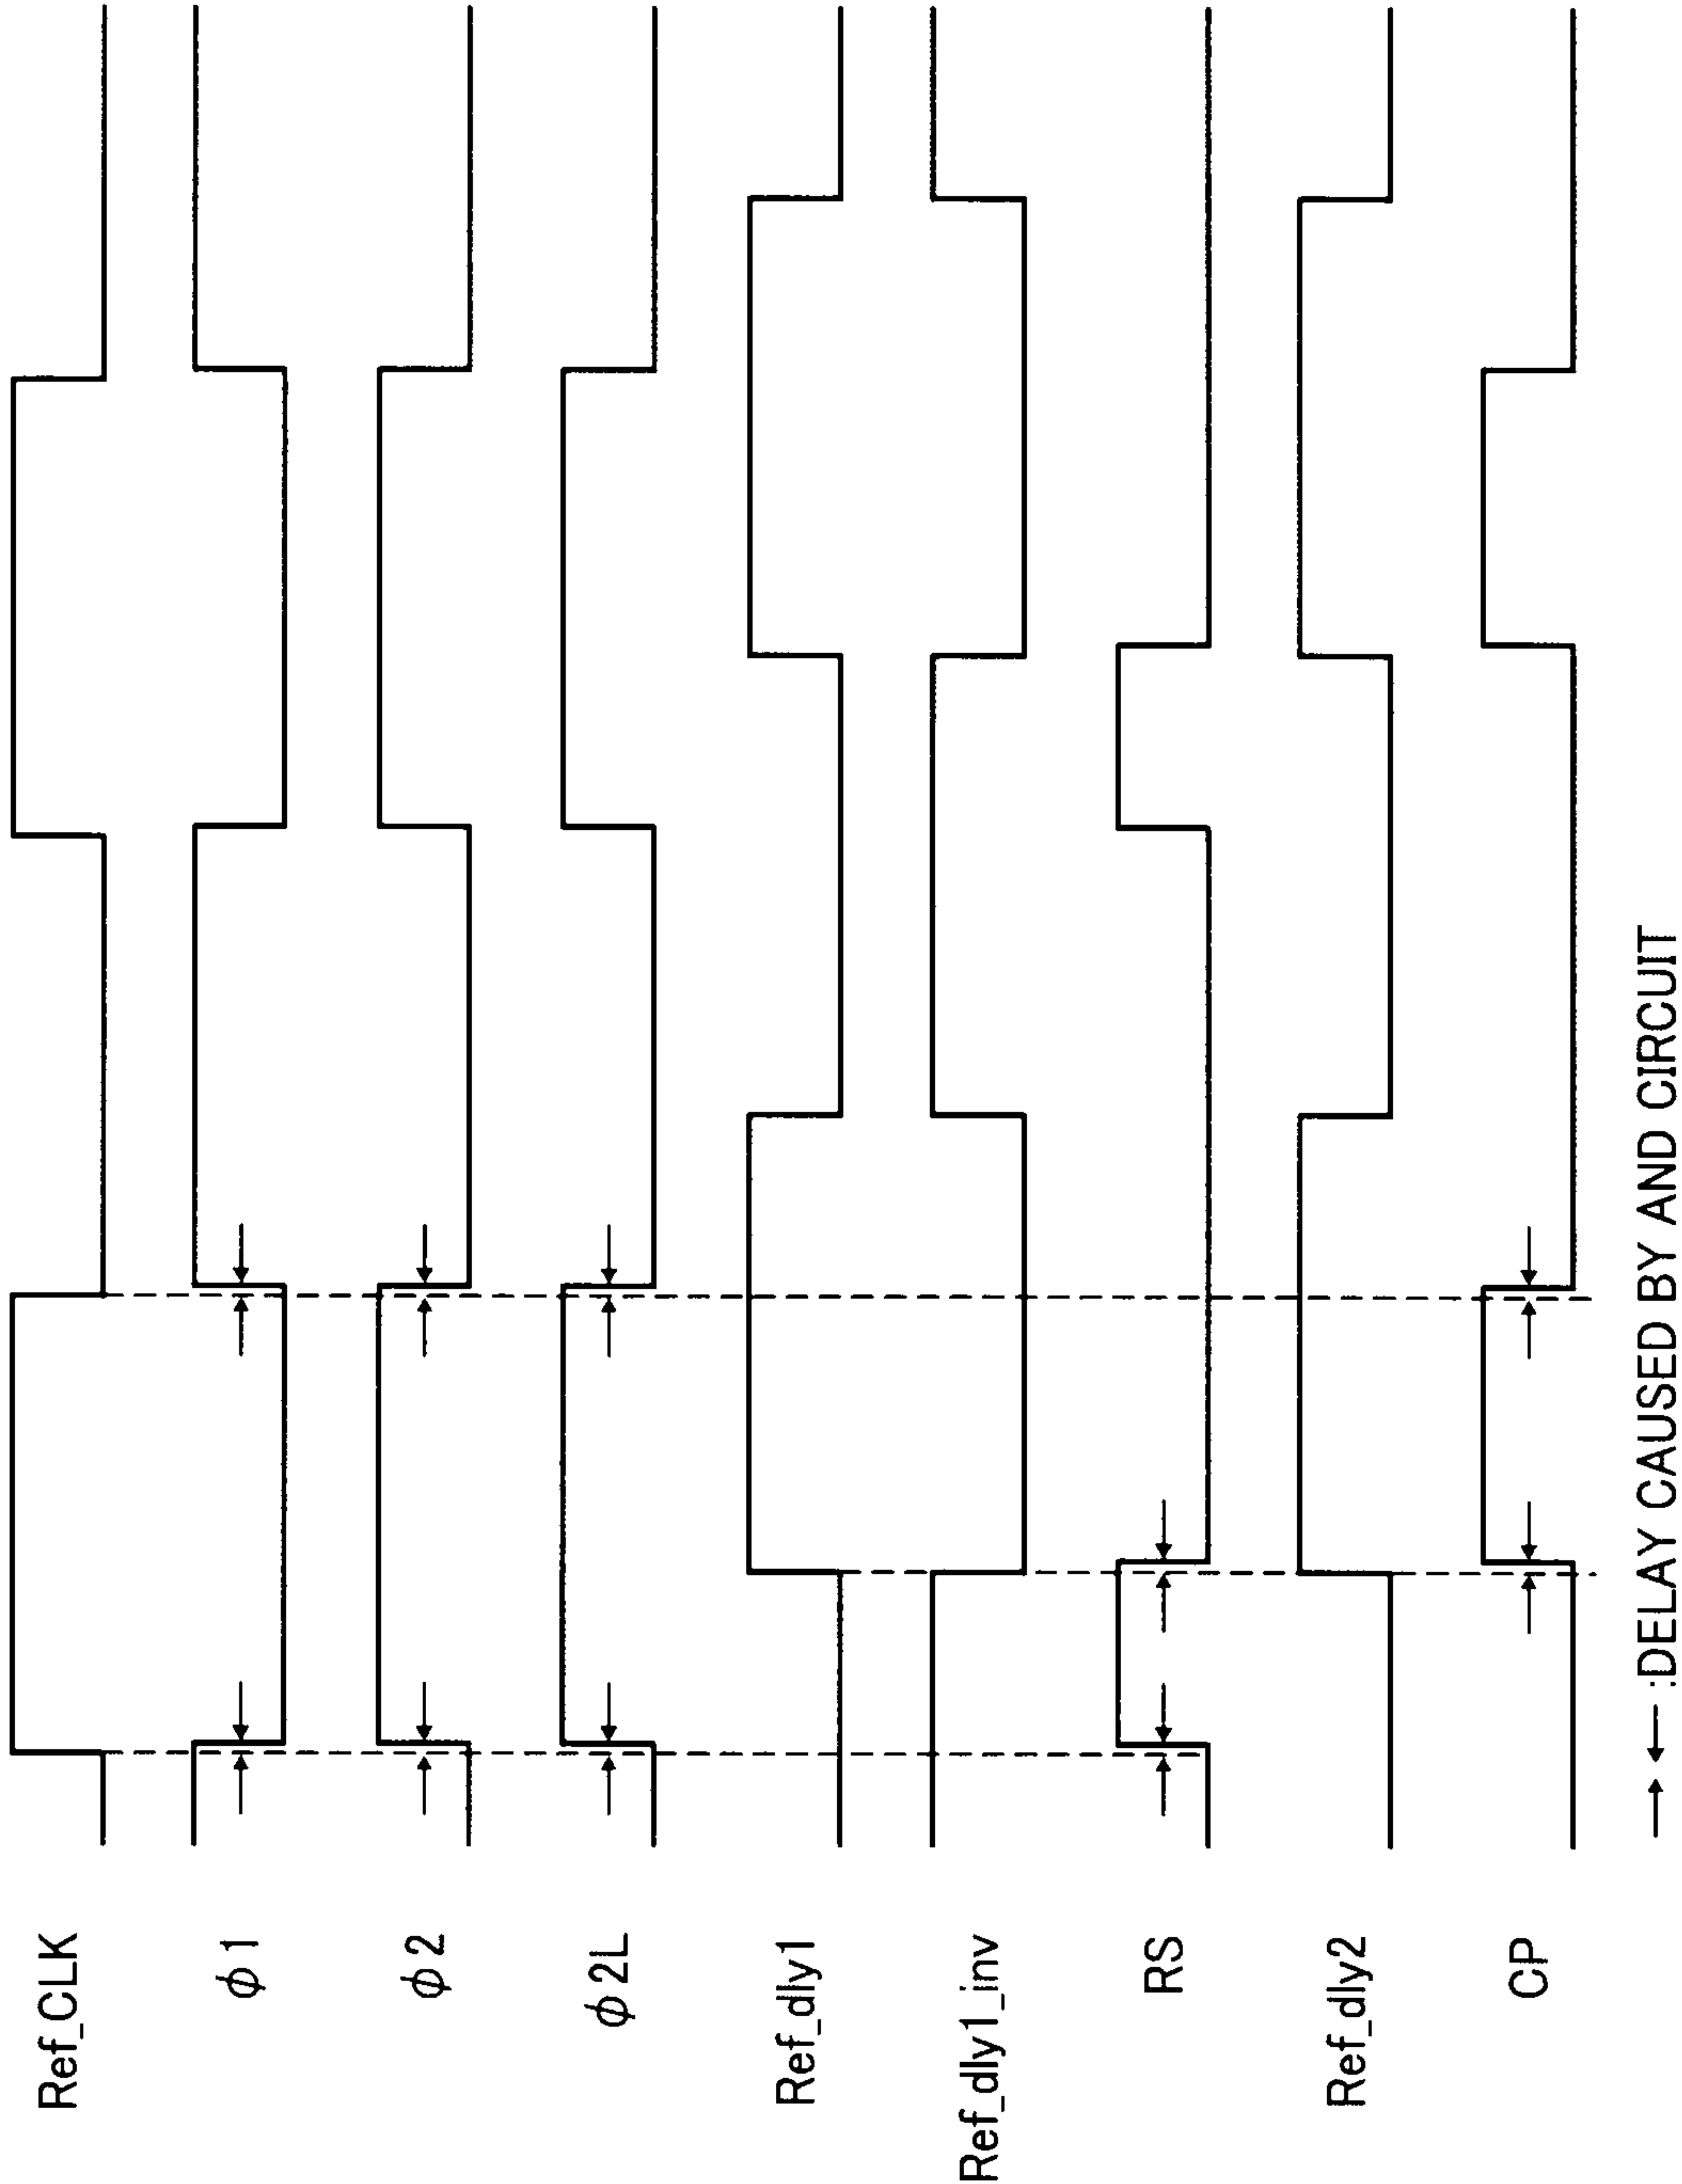 Ref_CLK
ϕ1
ϕ2
ϕ2L
Ref_dly1
Ref_dly1_inv
RS
Ref_dly2
CP
→ ← :DELAY CAUSED BY AND CIRCUIT